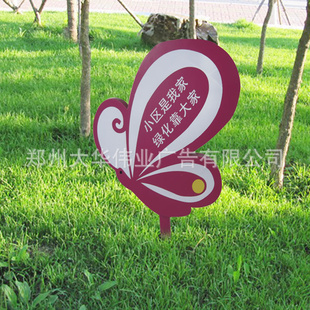 小区是我家
绿化靠大家
郑州大华伟业广告有限公司